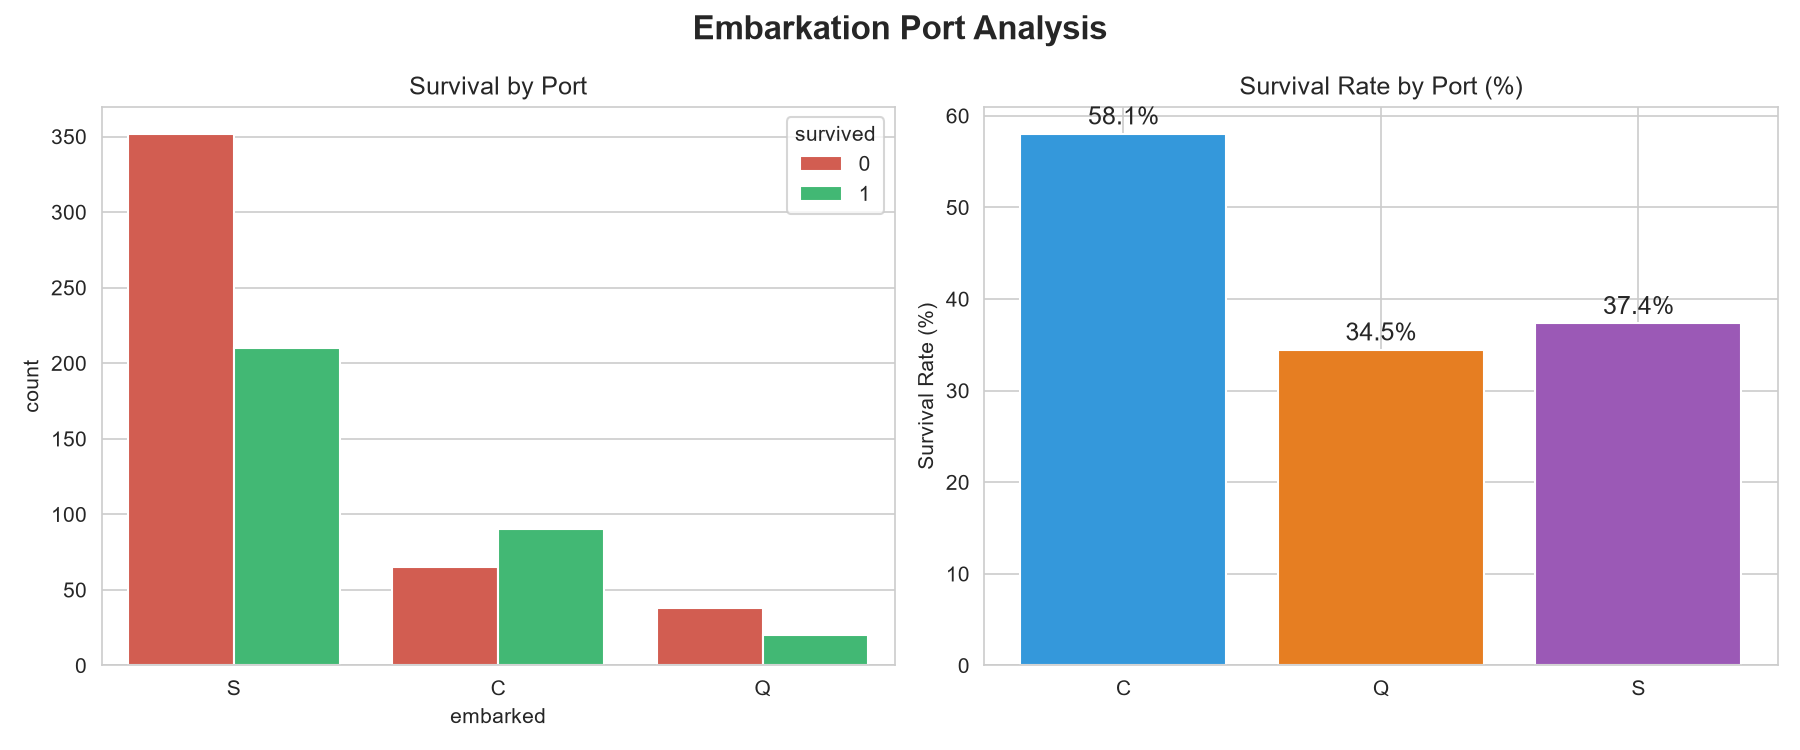 Embarkation Port Analysis
Survival by Port
350
300
250
200
150
100
50
0
count
S
C
Q
embarked
survived
0
1
Survival Rate by Port (%)
60
50
40
30
20
10
0
Survival Rate (%)
58.1%
34.5%
37.4%
C
Q
S